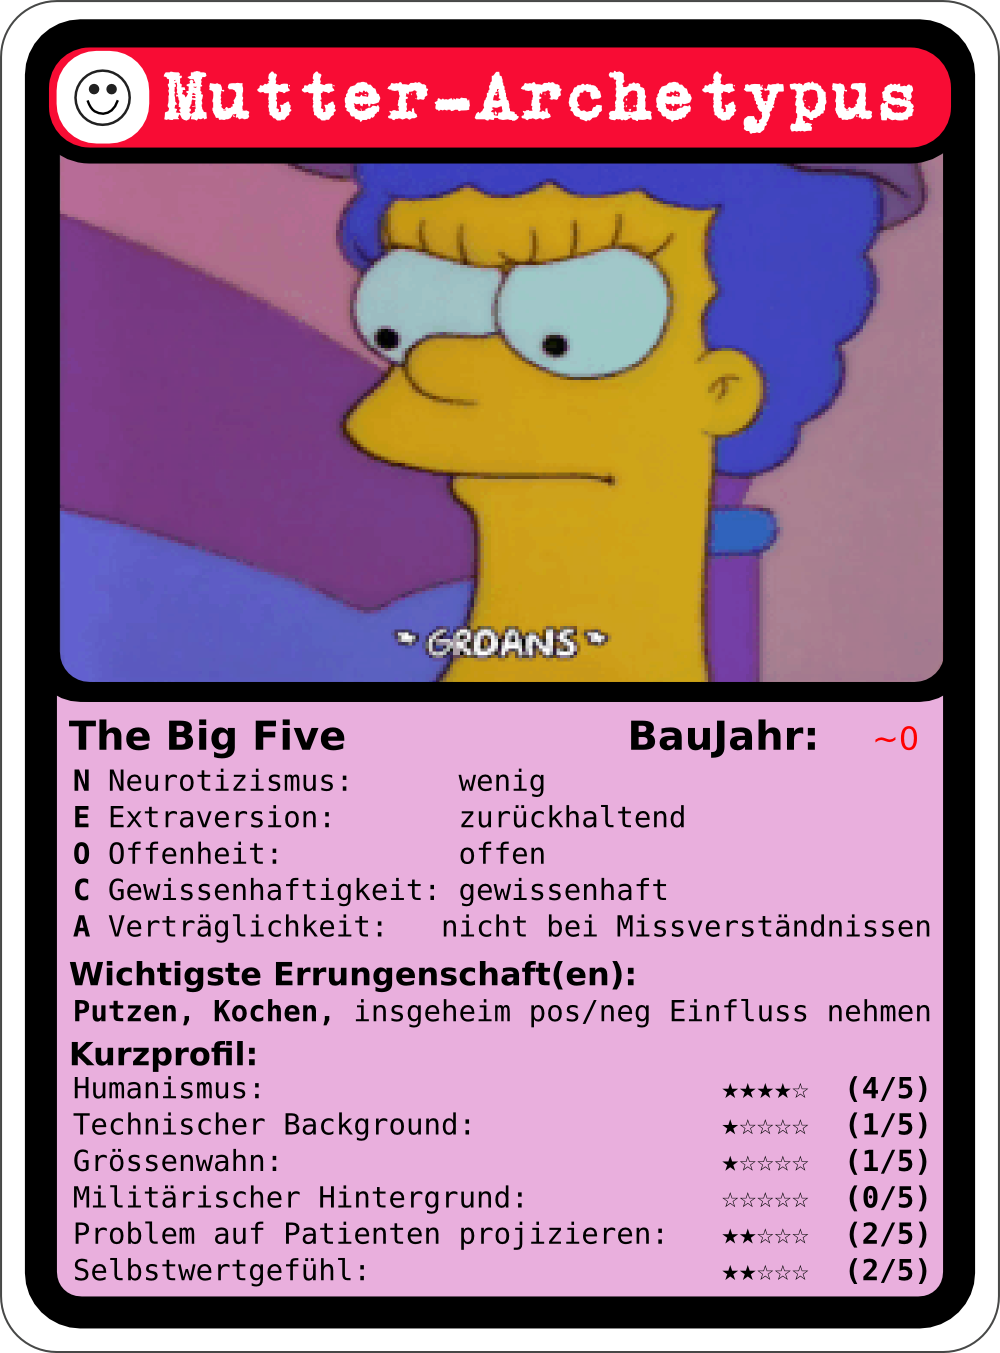 Mutter-Archetypus
~ GROANS ~
The Big Five BauJahr: ~0
N Neurotizismus: wenig
E Extraversion: zurückhaltend
O Offenheit: offen
C Gewissenhaftigkeit: gewissenhaft
A Verträglichkeit: nicht bei Missverständnissen
Wichtigste Errungenschaft(en):
Putzen, Kochen, insgeheim pos/neg Einfluss nehmen
Kurzprofil:
Humanismus: ★★★★☆ (4/5)
Technischer Background: ★☆☆☆☆ (1/5)
Grössenwahn: ★☆☆☆☆ (1/5)
Militärischer Hintergrund: ☆☆☆☆☆ (0/5)
Problem auf Patienten projizieren: ★★☆☆☆ (2/5)
Selbstwertgefühl: ★★☆☆☆ (2/5)